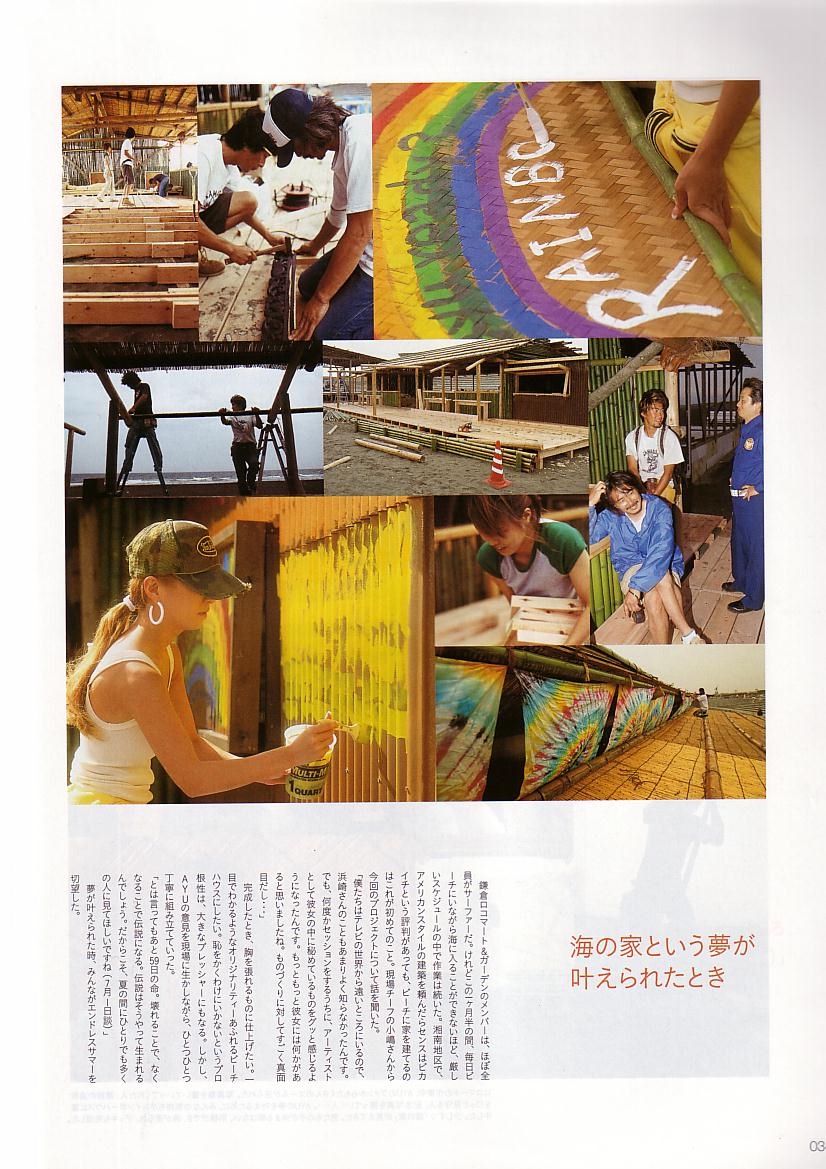 RAINBO
MULTI-
1 QUART
海の家という夢が
叶えられたとき
鎌倉ロコマート＆ガーデンのメンバーは、ほぼ全
員がサーファーだ。けれどこの一ヶ月半の間、毎日ビ
ーチにいながら海に入ることができないほど、厳し
いスケジュールの中で作業は続いた。湘南地区で、
アメリカンスタイルの建築を頼んだらセンスはピカ
イチという評判があっても、ビーチに家を建てるの
はこれが初めてのこと。現場チーフの小嶋さんから
今回のプロジェクトについて話を聞いた。
「僕たちはテレビの世界から遠いところにいるので、
浜崎さんのこともあまりよく知らなかったんです。
でも、何度かセッションをするうちに、アーティスト
として彼女の中に秘めているものをグッと感じるよ
うになったんです。もっともっと彼女には何かがあ
ると思いましたね。ものづくりに対してすごく真面
目だし…」
完成したとき、胸を張れるものに仕上げたい。一
目でわかるようなオリジナリティーあふれるビーチ
ハウスにしたい。恥をかくわけにいかないというプロ
根性は、大きなプレッシャーにもなる。しかし、
AYUの意見を現場に生かしながら、ひとつひとつ
丁寧に組み立てていった。
「とは言ってもあと59日の命。壊れることで、なく
なることで伝説になる。伝説はそうやって生まれる
んでしょう。だからこそ、夏の間にひとりでも多く
の人に見てほしいですね（7月1日談）」
夢が叶えられた時、みんながエンドレスサマーを
切望した。
03